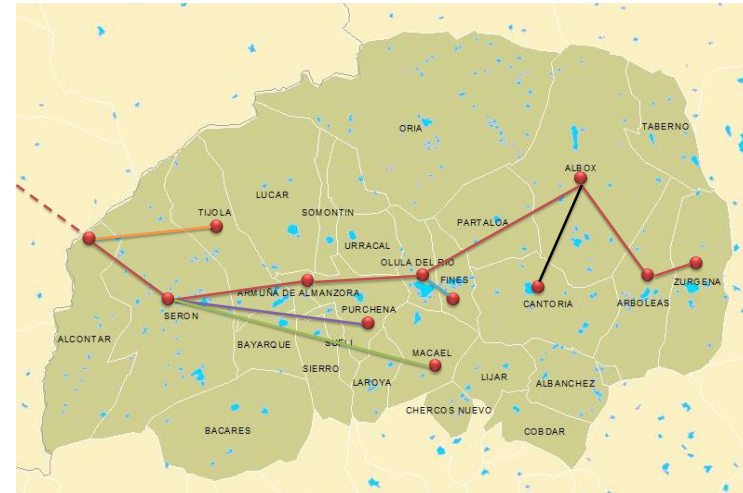 ORIA
TABERNO
ALBOX
LUCAR
TIJOLA
SOMONTIN
PARTALOA
URRACAL
OLULA DEL RIO
FINES
ZURGENA
ARMUÑA DE ALMANZORA
CANTORIA
ARBOLEAS
SERON
PURCHENA
ALCONTAR
BAYARQUE
SUFLI
MACAEL
SIERRO
LAROYA
LIJAR
ALBANCHEZ
CHERCOS NUEVO
BACARES
COBDAR